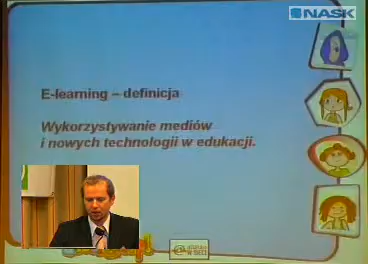 NASK
E-learning – definicja
Wykorzystywanie mediów
i nowych technologii w edukacji.